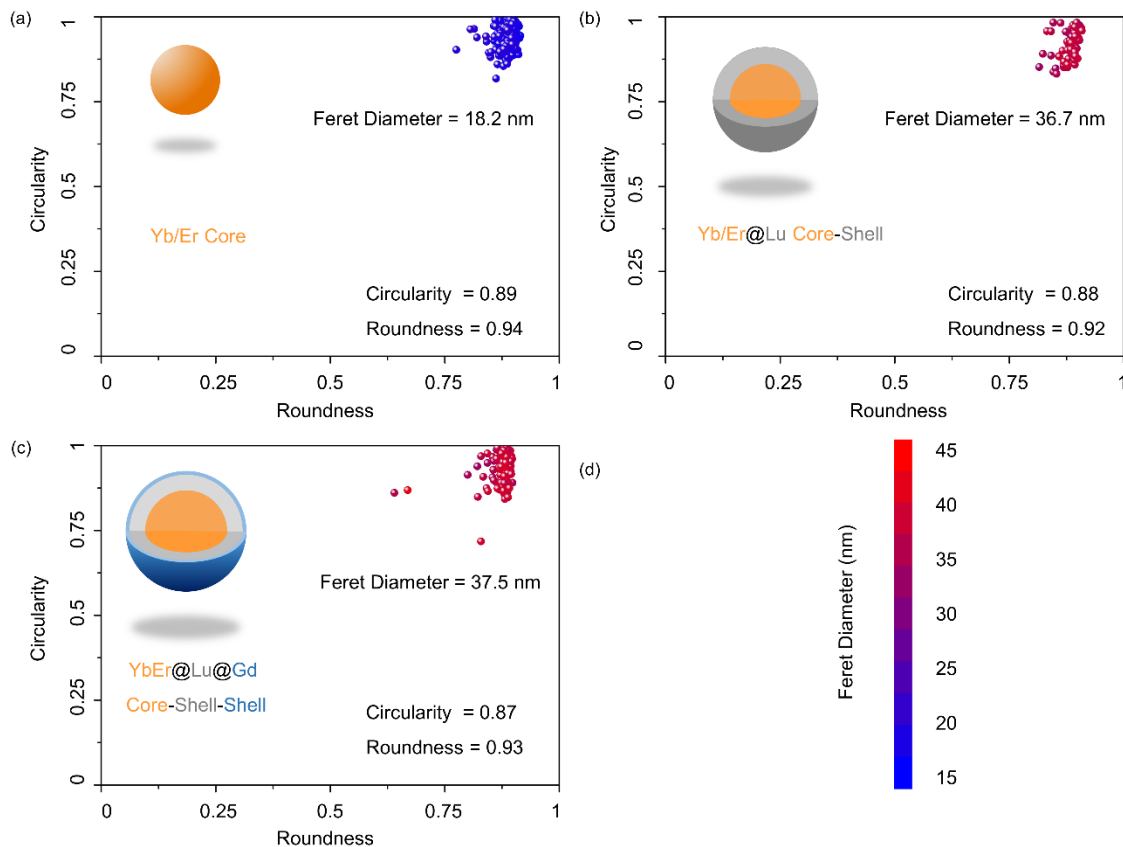 (a)
1
0.75
0.5
0.25
0
Circularity
Feret Diameter = 18.2 nm
Yb/Er Core
Circularity = 0.89
Roundness = 0.94
0 0.25 0.5 0.75 1
Roundness
(b)
1
0.75
0.5
0.25
0
Circularity
Feret Diameter = 36.7 nm
Yb/Er@Lu Core-Shell
Circularity = 0.88
Roundness = 0.92
0 0.25 0.5 0.75 1
Roundness
(c)
1
0.75
0.5
0.25
0
Circularity
Feret Diameter = 37.5 nm
YbEr@Lu@Gd
Core-Shell-Shell
Circularity = 0.87
Roundness = 0.93
0 0.25 0.5 0.75 1
Roundness
(d)
Feret Diameter (nm)
45
40
35
30
25
20
15